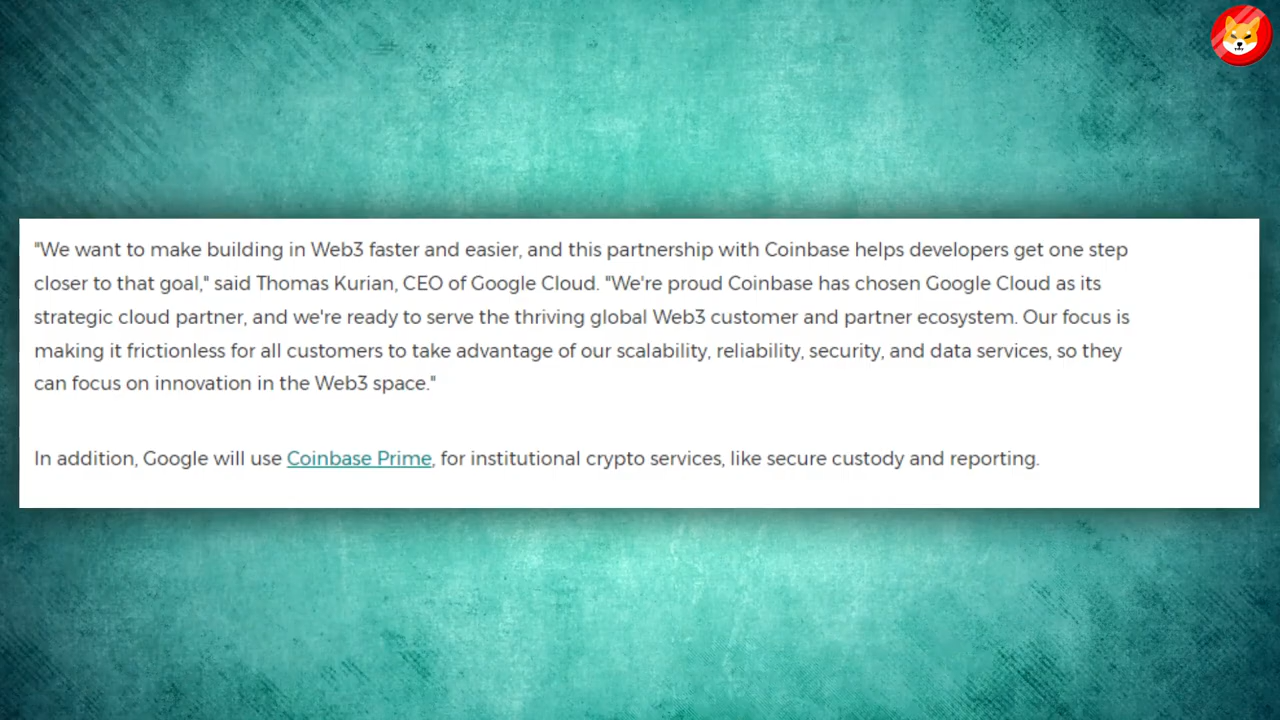 "We want to make building in Web3 faster and easier, and this partnership with Coinbase helps developers get one step
closer to that goal," said Thomas Kurian, CEO of Google Cloud. "We're proud Coinbase has chosen Google Cloud as its
strategic cloud partner, and we're ready to serve the thriving global Web3 customer and partner ecosystem. Our focus is
making it frictionless for all customers to take advantage of our scalability, reliability, security, and data services, so they
can focus on innovation in the Web3 space."
In addition, Google will use Coinbase Prime, for institutional crypto services, like secure custody and reporting.